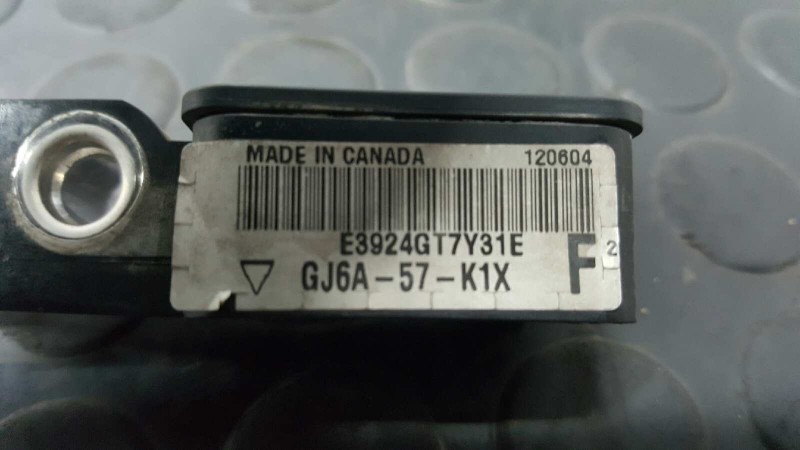 MADE IN CANADA 120604
E3924GT7Y31E
F 2
GJ6A-57-K1X